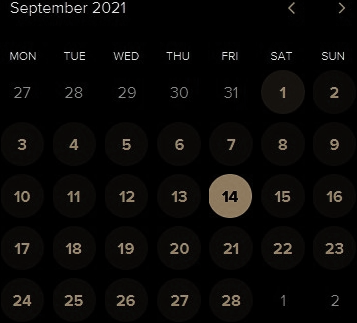 September 2021
MON TUE WED THU FRI SAT SUN
27 28 29 30 31 1 2
3 4 5 6 7 8 9
10 11 12 13 14 15 16
17 18 19 20 21 22 23
24 25 26 27 28 1 2